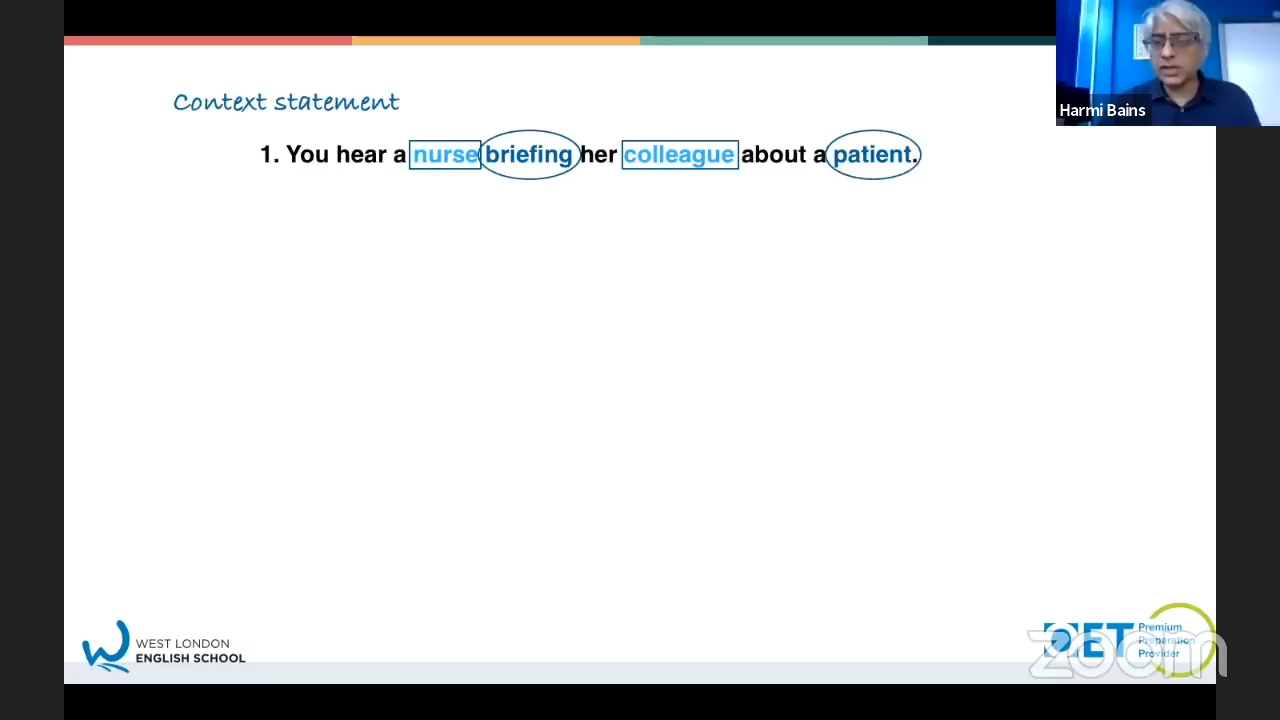 Harmi Bains
Context statement
1. You hear a nurse briefing her colleague about a patient.
WEST LONDON
ENGLISH SCHOOL
OET
Premium
Preparation
Provider
zoom